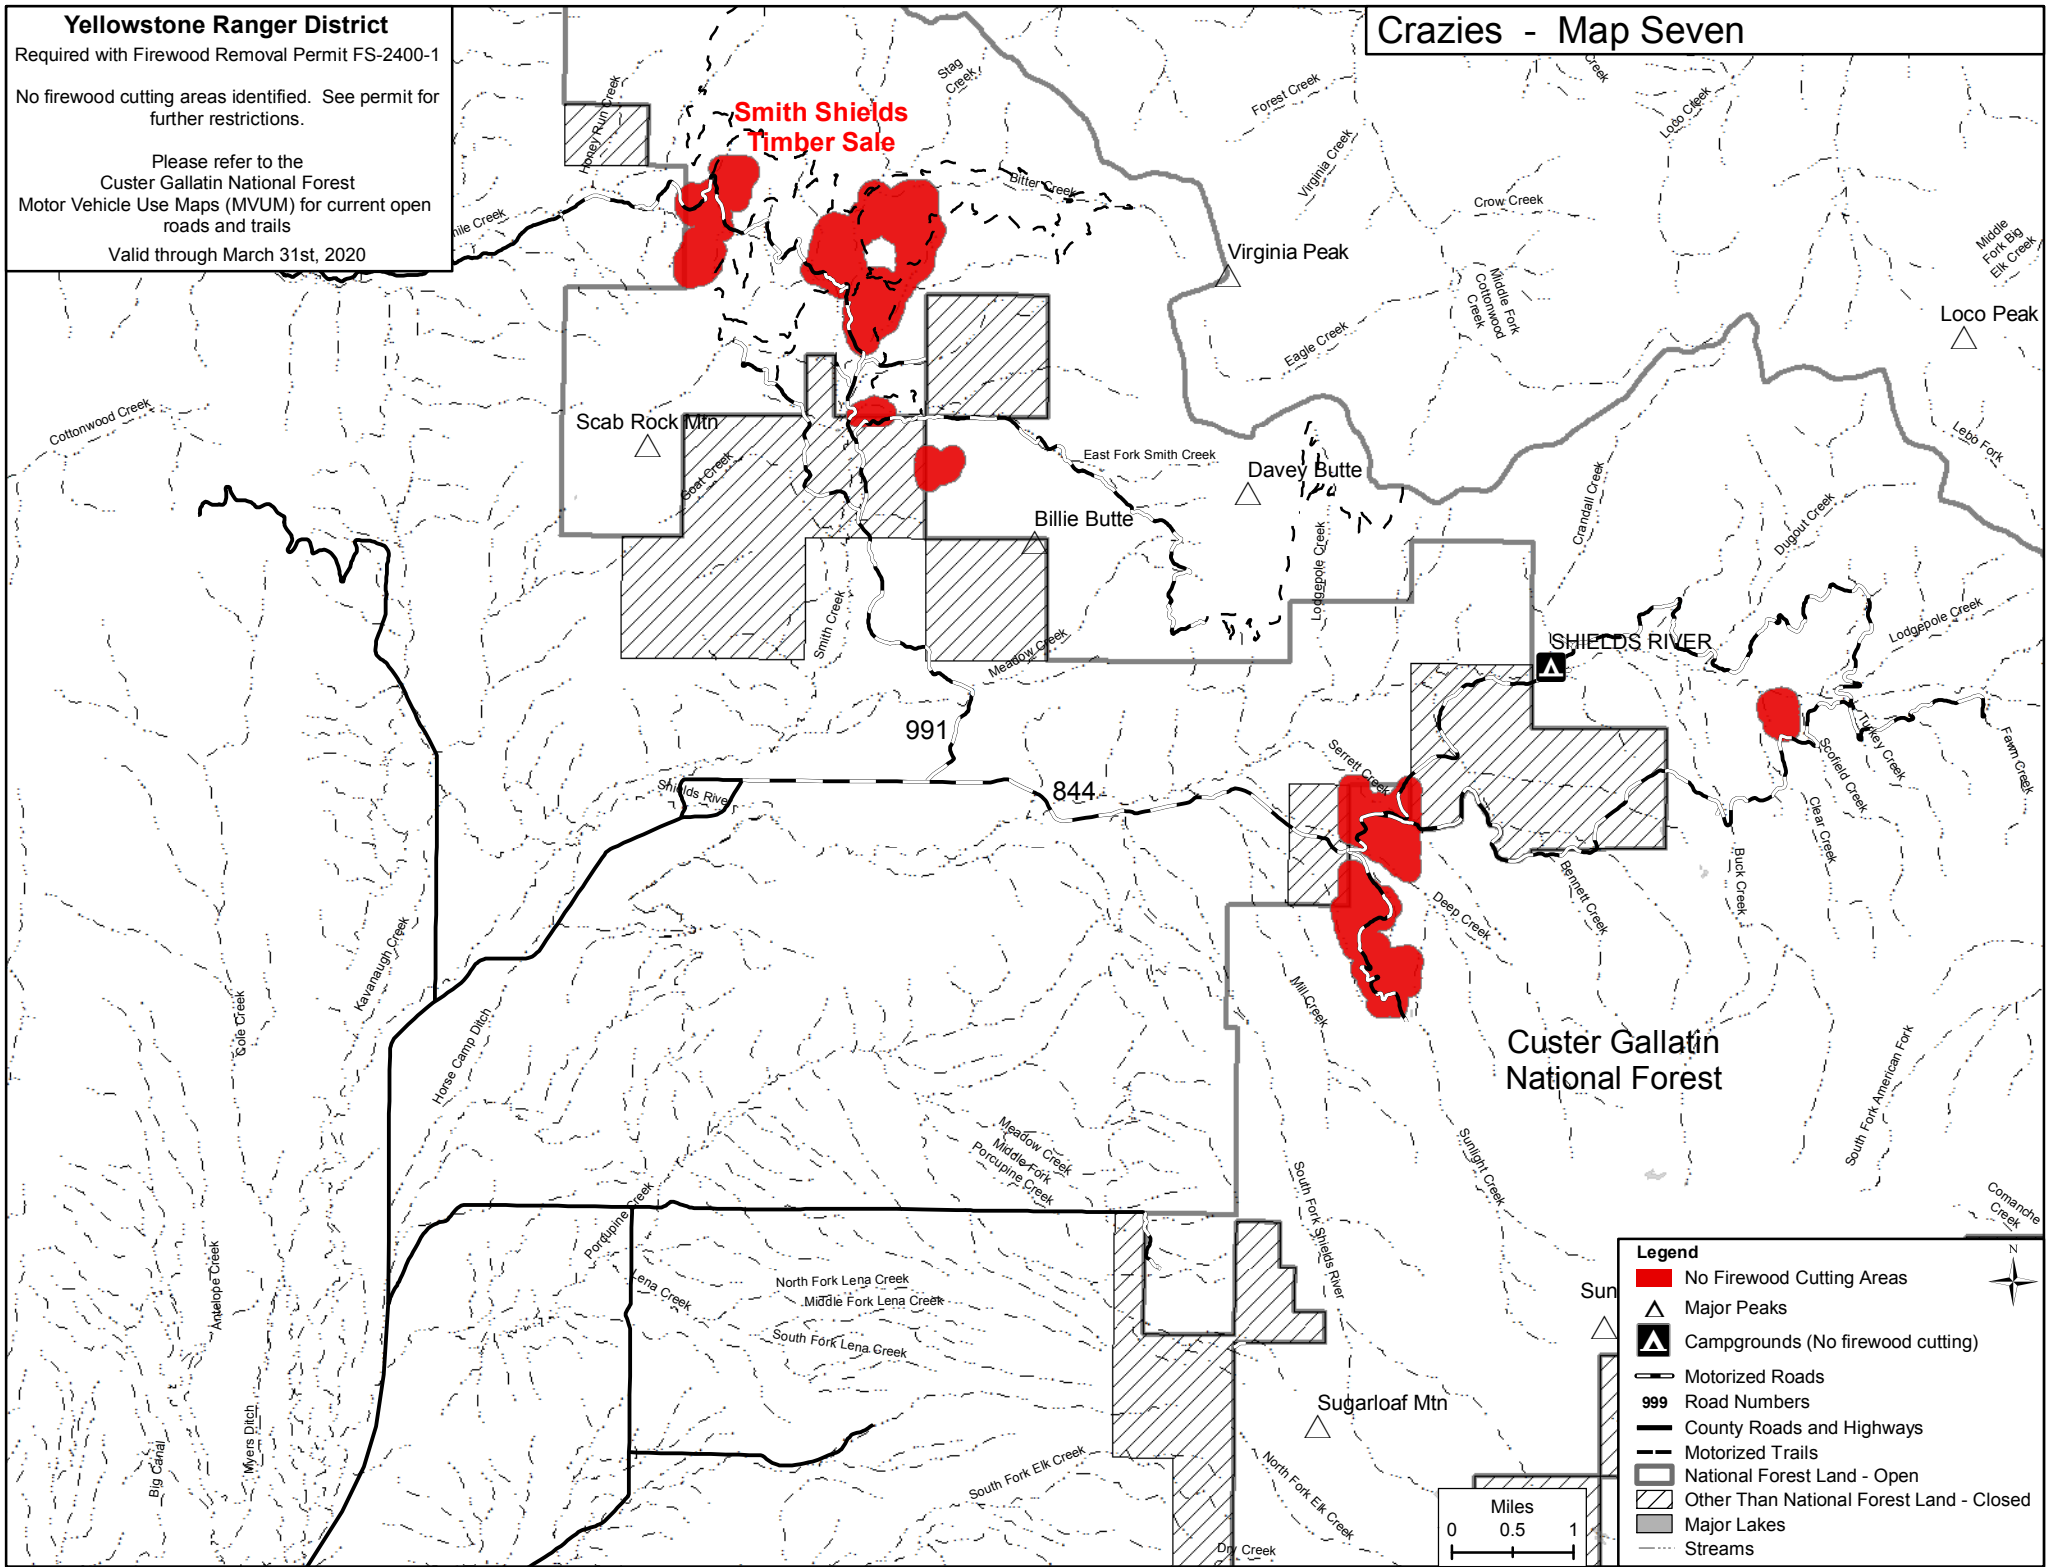 Yellowstone Ranger District
Required with Firewood Removal Permit FS-2400-1
No firewood cutting areas identified.  See permit for
further restrictions.
Please refer to the
Custer Gallatin National Forest
Motor Vehicle Use Maps (MVUM) for current open
roads and trails
Valid through March 31st, 2020
Crazies - Map Seven
Smith Shields
Timber Sale
Honey Run Creek
Stag
Creek
Forest Creek
Creek
Loco Creek
Virginia Creek
Bitter Creek
Crow Creek
mile Creek
Middle
Fork Big
Elk Creek
Virginia Peak
Middle Fork
Cottonwood
Creek
Loco Peak
Eagle Creek
Cottonwood Creek
Scab Rock Mtn
Goat Creek
East Fork Smith Creek
Davey Butte
Crandall Creek
Lebo Fork
Billie Butte
Dugout Creek
Lodgepole Creek
Smith Creek
Meadow Creek
SHIELDS RIVER
Lodgepole Creek
991
844
Shields River
Serrett Creek
Turkey Creek
Scofield Creek
Fawn Creek
Clear Creek
Buck Creek
Bennett Creek
Deep Creek
Kavanaugh Creek
Cole Creek
Horse Camp Ditch
Mill Creek
Custer Gallatin
National Forest
South Fork American Fork
Meadow Creek
Middle Fork
Porcupine Creek
Sunlight Creek
South Fork Shields River
Comanche
Creek
Porcupine Creek
Antelope Creek
Lena Creek
North Fork Lena Creek
Middle Fork Lena Creek
South Fork Lena Creek
Sun
Sugarloaf Mtn
Myers Ditch
Big Canal
South Fork Elk Creek
North Fork Elk Creek
Dry Creek
Miles
0 0.5 1
Legend
N
No Firewood Cutting Areas
Major Peaks
Campgrounds (No firewood cutting)
Motorized Roads
999 Road Numbers
County Roads and Highways
Motorized Trails
National Forest Land - Open
Other Than National Forest Land - Closed
Major Lakes
Streams